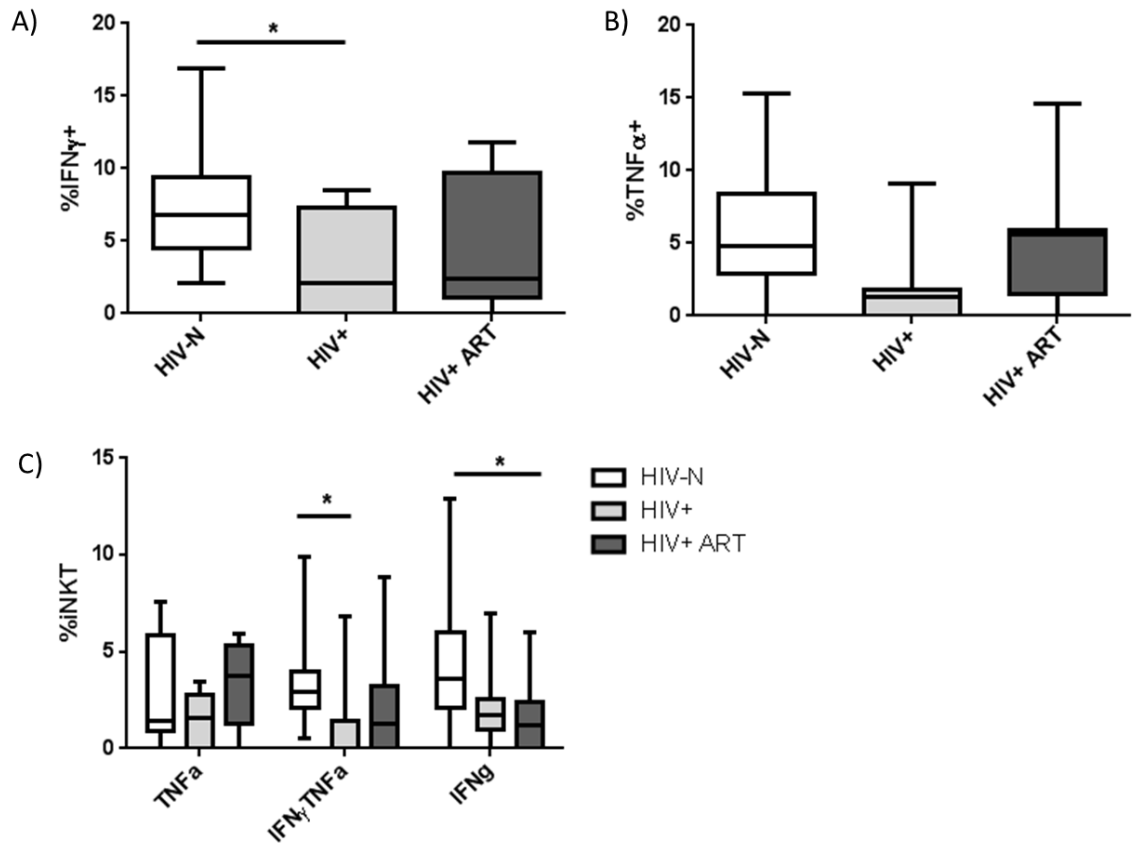 A)
20
15
10
5
0
%IFNγ+
*
HIV-N
HIV+
HIV+ ART
B)
20
15
10
5
0
%TNFα+
HIV-N
HIV+
HIV+ ART
C)
15
10
5
0
%iNKT
*
*
TNFa
IFNγTNFa
IFNg
HIV-N
HIV+
HIV+ ART